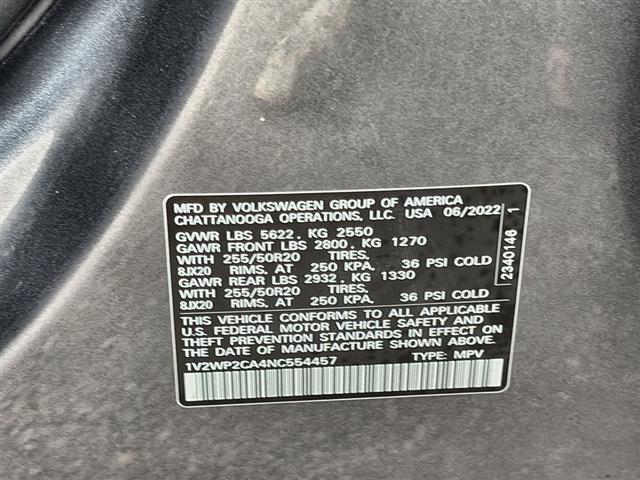 MFD BY VOLKSWAGEN GROUP OF AMERICA
CHATTANOOGA OPERATIONS, LLC. USA 06/2022
GVWR LBS 5622. KG 2550
GAWR FRONT LBS 2800. KG 1270
WITH 255/50R20 TIRES.
8JX20 RIMS. AT 250 KPA. 36 PSI COLD
GAWR REAR LBS 2932. KG 1330
WITH 255/50R20 TIRES.
8JX20 RIMS. AT 250 KPA. 36 PSI COLD
THIS VEHICLE CONFORMS TO ALL APPLICABLE
U.S. FEDERAL MOTOR VEHICLE SAFETY AND
THEFT PREVENTION STANDARDS IN EFFECT ON
THE DATE OF MANUFACTURE SHOWN ABOVE.
1V2WP2CA4NC554457 TYPE: MPV
2340146 1